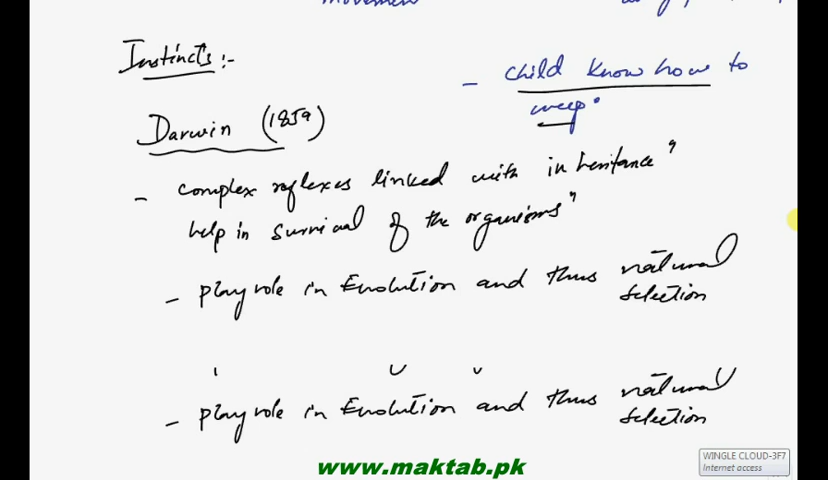 movement
Instincts :-
- child know how to
weep.
Darwin (1859)
- complex reflexes linked with inheritance "
help in survival of the organisms "
- play role in Evolution and thus natural
selection
- play role in Evolution and thus natural
selection
www.maktab.pk
WINGLE CLOUD-3F7
Internet access